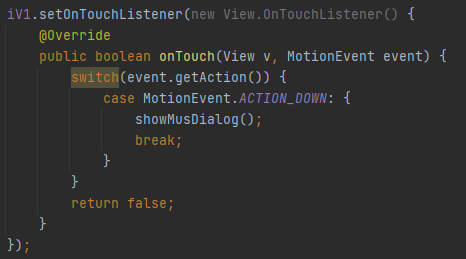 iV1.setOnTouchListener(new View.OnTouchListener() {
    @Override
    public boolean onTouch(View v, MotionEvent event) {
        switch(event.getAction()) {
            case MotionEvent.ACTION_DOWN: {
                showMusDialog();
                break;
            }
        }
        return false;
    }
});